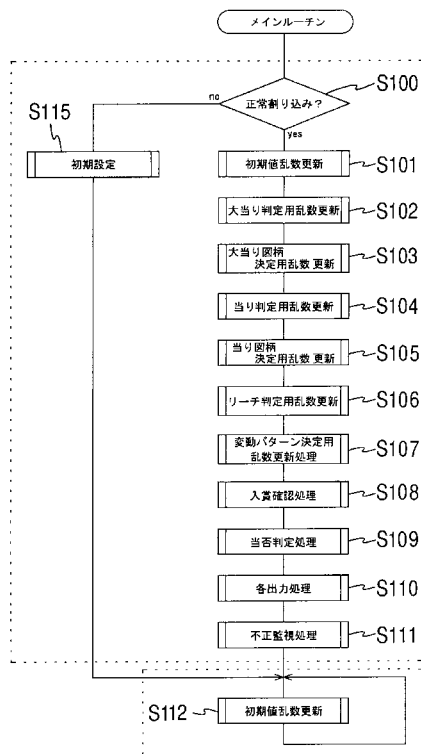 メインルーチン
正常割り込み?
S100
no
yes
S115
初期設定
初期値乱数更新
S101
大当り判定用乱数更新
S102
大当り図柄
決定用乱数更新
S103
当り判定用乱数更新
S104
当り図柄
決定用乱数更新
S105
リーチ判定用乱数更新
S106
変動パターン決定用
乱数更新処理
S107
入賞確認処理
S108
当否判定処理
S109
各出力処理
S110
不正監視処理
S111
S112
初期値乱数更新